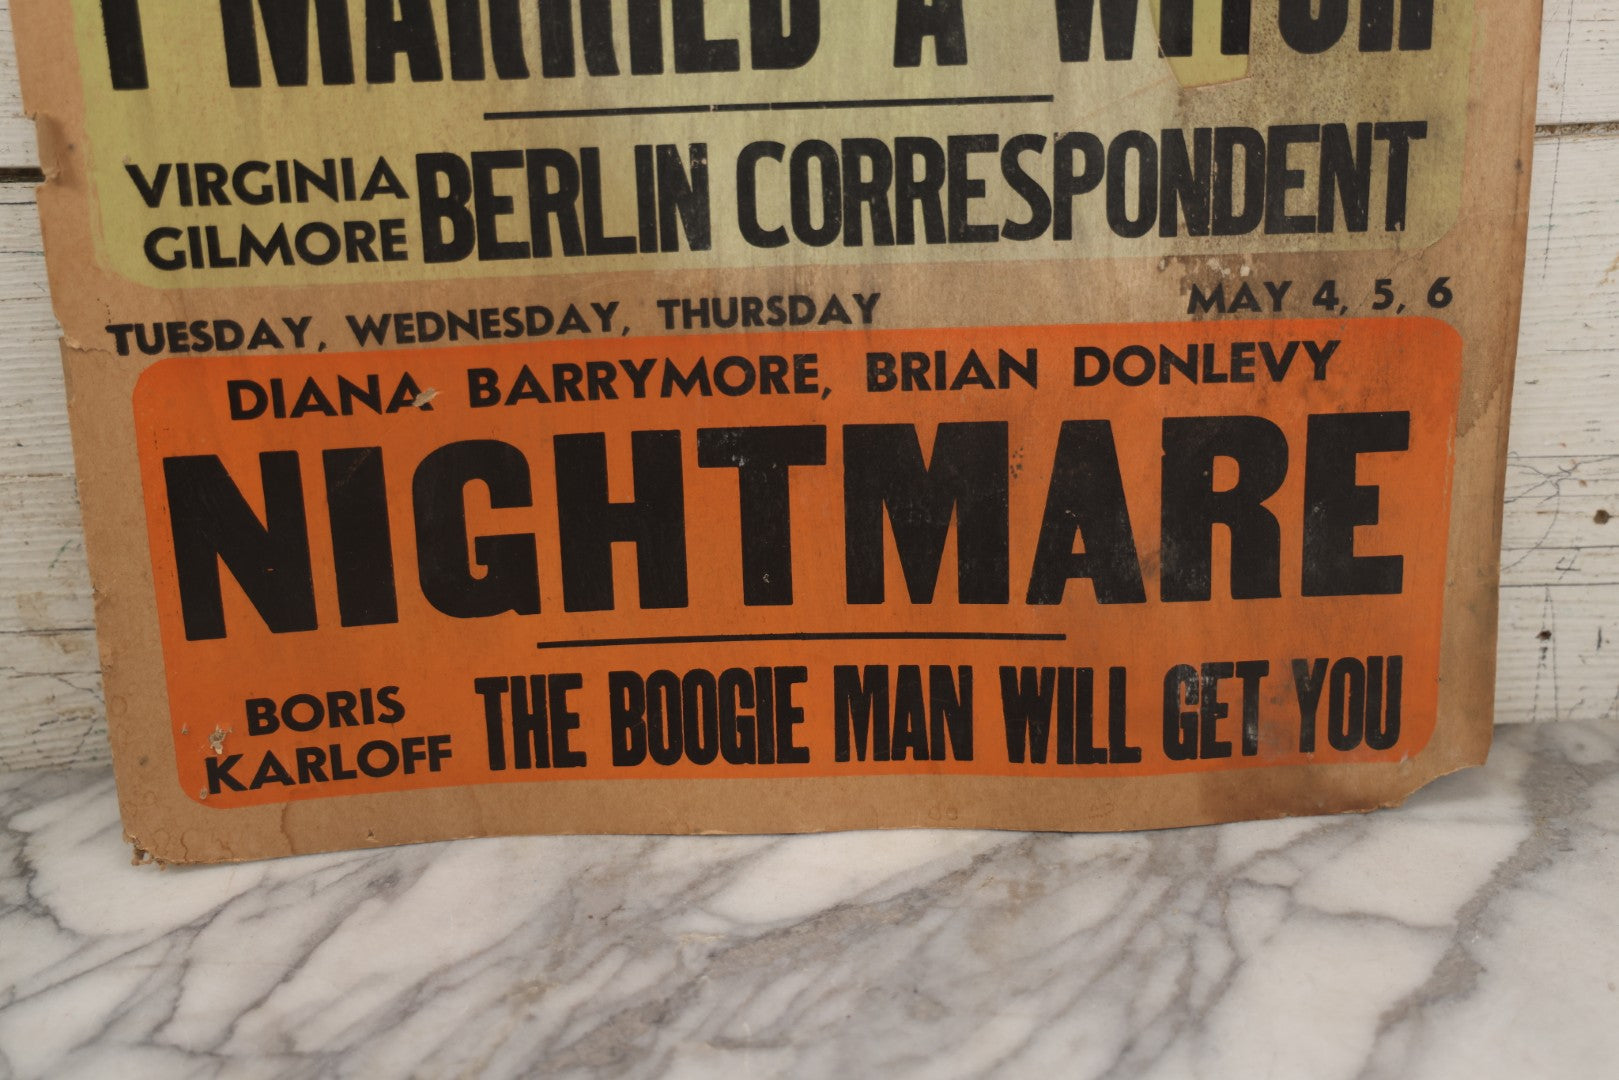 I MARRIED A WITCH
VIRGINIA GILMORE BERLIN CORRESPONDENT
TUESDAY, WEDNESDAY, THURSDAY MAY 4, 5, 6
DIANA BARRYMORE, BRIAN DONLEVY
NIGHTMARE
BORIS KARLOFF THE BOOGIE MAN WILL GET YOU